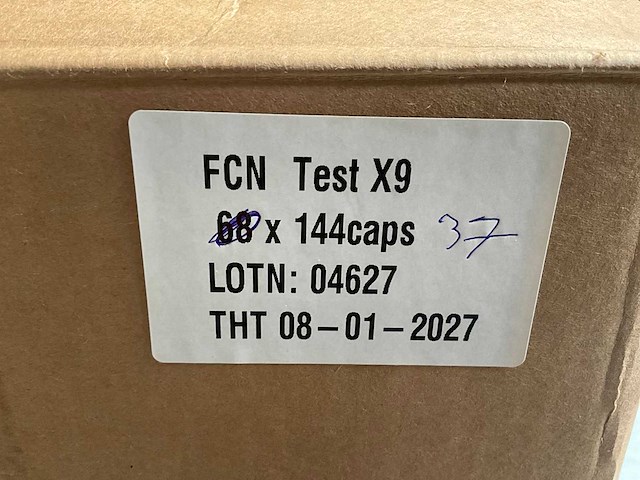 FCN Test X9
68 x 144caps 37
LOTN: 04627
THT 08-01-2027